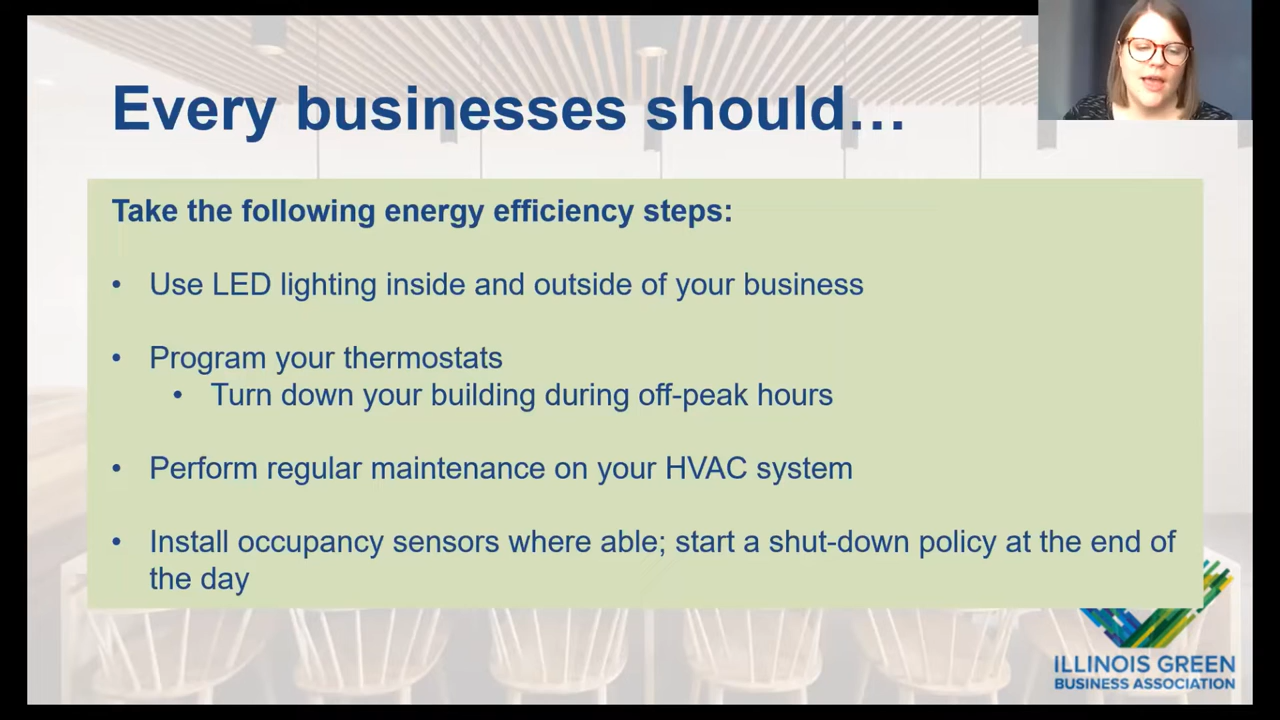 Every businesses should…
Take the following energy efficiency steps:
• Use LED lighting inside and outside of your business
• Program your thermostats
• Turn down your building during off-peak hours
• Perform regular maintenance on your HVAC system
• Install occupancy sensors where able; start a shut-down policy at the end of
the day
ILLINOIS GREEN
BUSINESS ASSOCIATION